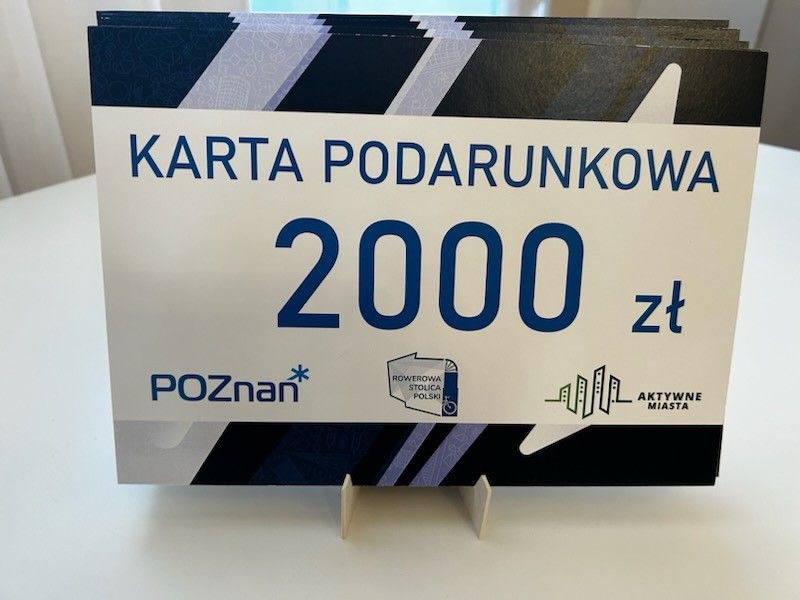 KARTA PODARUNKOWA
2000 zł
POZnan*
ROWEROWA
STOLICA
POLSKI
AKTYWNE
MIASTA